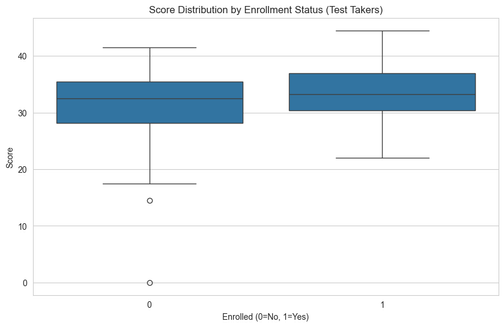 Score Distribution by Enrollment Status (Test Takers)
40
30
20
10
0
Score
0
1
Enrolled (0=No, 1=Yes)